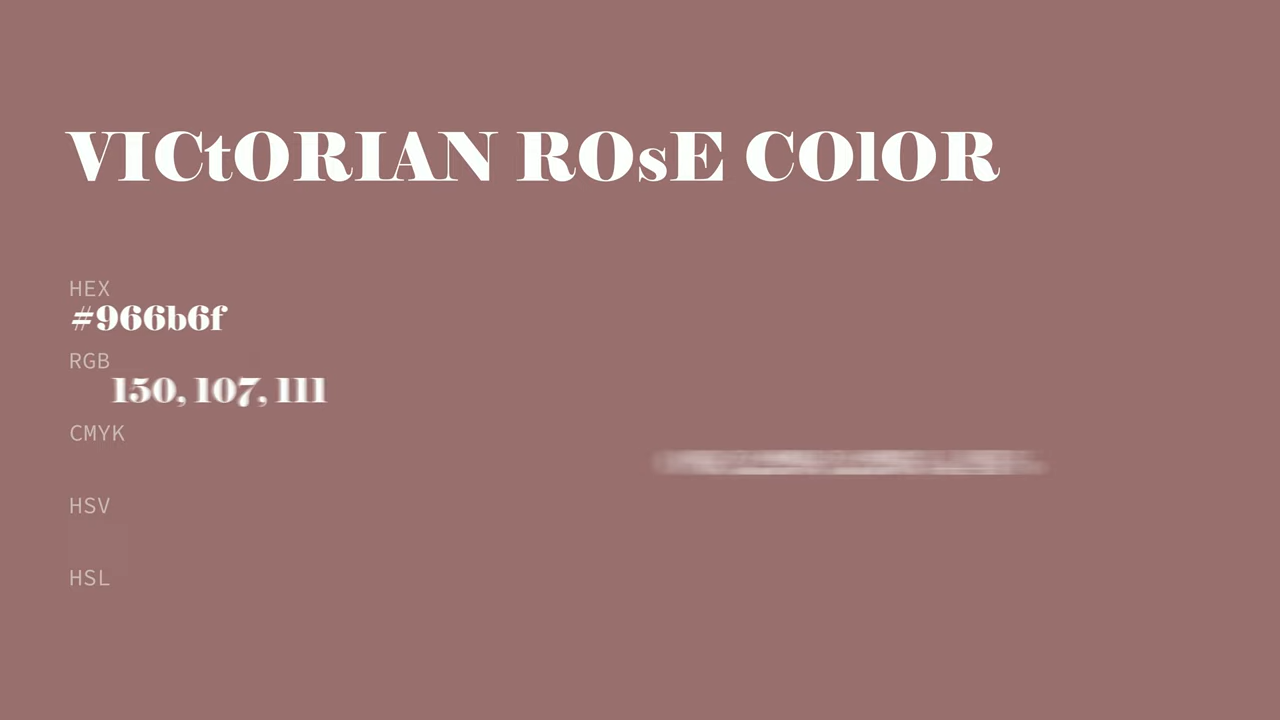 VICtORIAN ROsE COlOR
HEX
#966b6f
RGB
150, 107, 111
CMYK
HSV
HSL